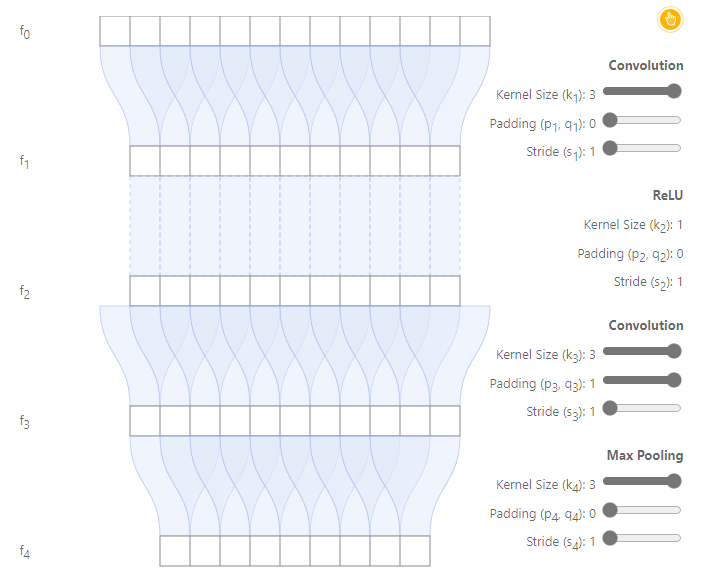 f0
Convolution
Kernel Size (k1): 3
Padding (p1, q1): 0
Stride (s1): 1
f1
ReLU
Kernel Size (k2): 1
Padding (p2, q2): 0
Stride (s2): 1
f2
Convolution
Kernel Size (k3): 3
Padding (p3, q3): 1
Stride (s3): 1
f3
Max Pooling
Kernel Size (k4): 3
Padding (p4, q4): 0
Stride (s4): 1
f4